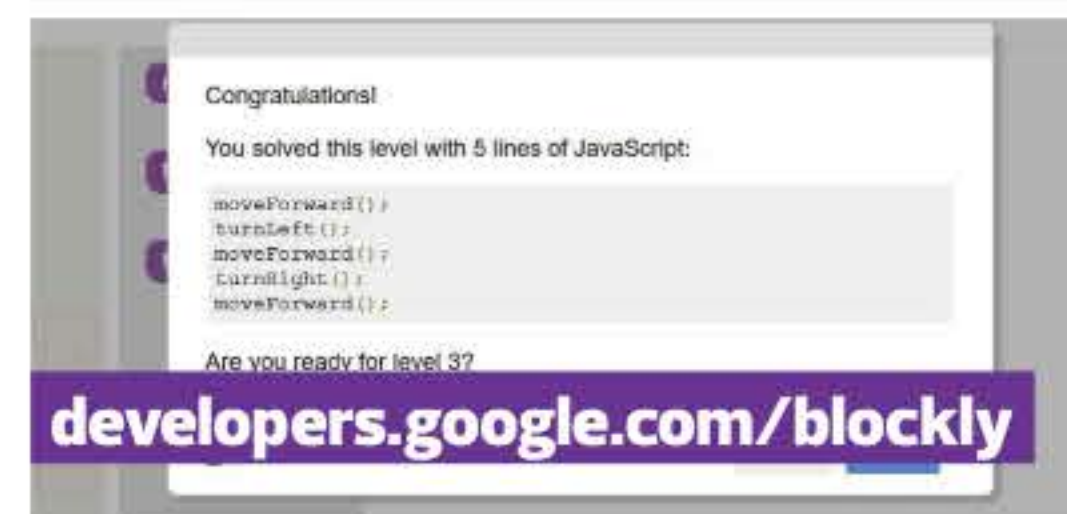 Congratulations!
You solved this level with 5 lines of JavaScript:
moveForward();
turnLeft();
moveForward();
turnRight();
moveForward();
Are you ready for level 3?
developers.google.com/blockly